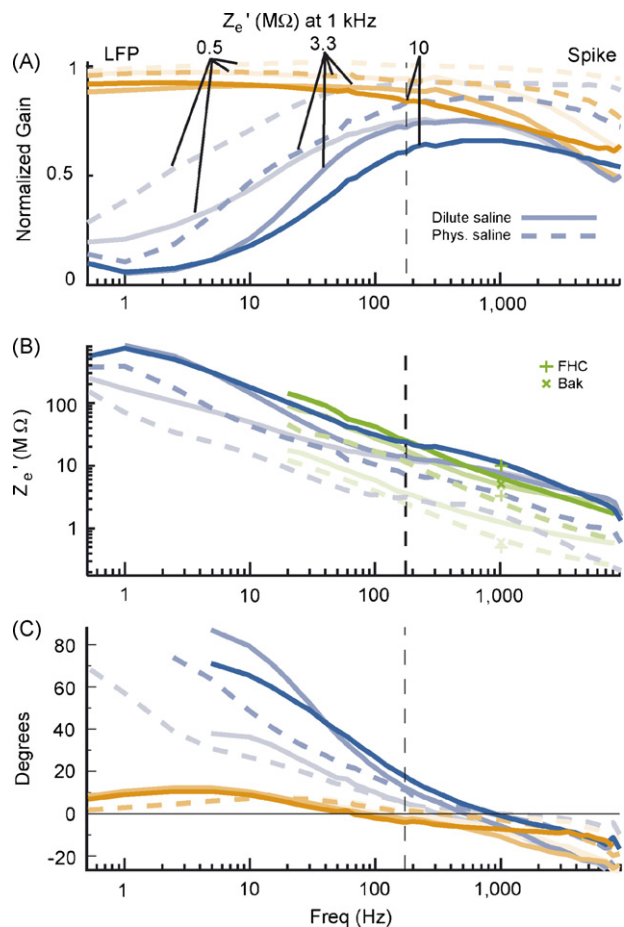 Zₑ' (MΩ) at 1 kHz
(A) LFP 0.5 3.3 10 Spike
1
Normalized Gain
0.5
Dilute saline
Phys. saline
0
1 10 100 1,000
(B)
FHC
Bak
100
Zₑ' (MΩ)
10
1
1 10 100 1,000
(C)
80
60
Degrees
40
20
0
-20
1 10 100 1,000
Freq (Hz)